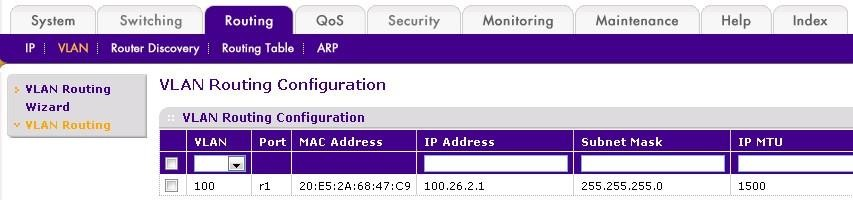 System Switching Routing QoS Security Monitoring Maintenance Help Index
IP VLAN Router Discovery Routing Table ARP
VLAN Routing Wizard
VLAN Routing
VLAN Routing Configuration
VLAN Routing Configuration
VLAN Port MAC Address IP Address Subnet Mask IP MTU
100 r1 20:E5:2A:68:47:C9 100.26.2.1 255.255.255.0 1500